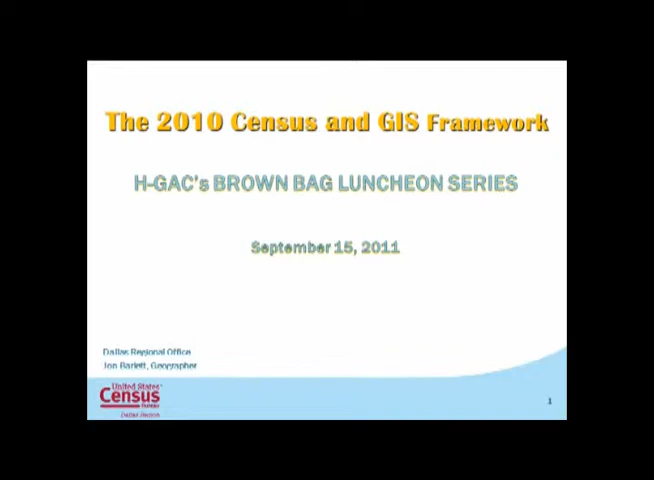 The 2010 Census and GIS Framework
H-GAC's BROWN BAG LUNCHEON SERIES
September 15, 2011
Dallas Regional Office
Jon Barlett, Geographer
United States
Census
Bureau
Dallas Region
1